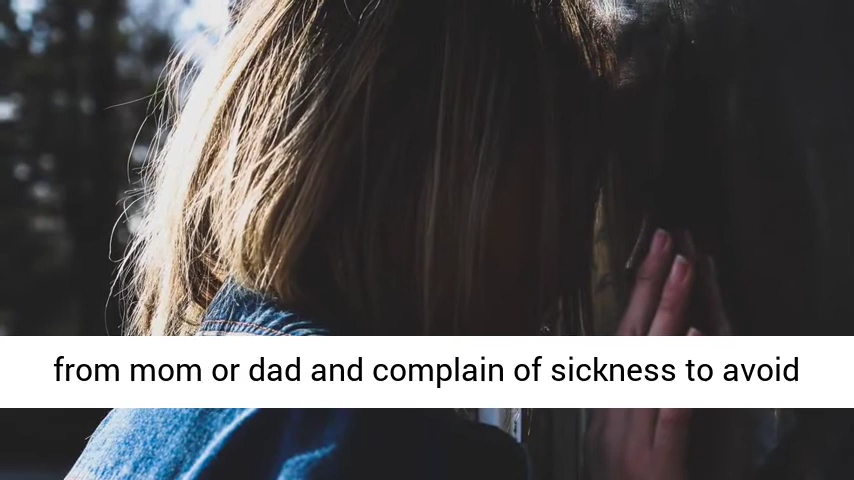 from mom or dad and complain of sickness to avoid